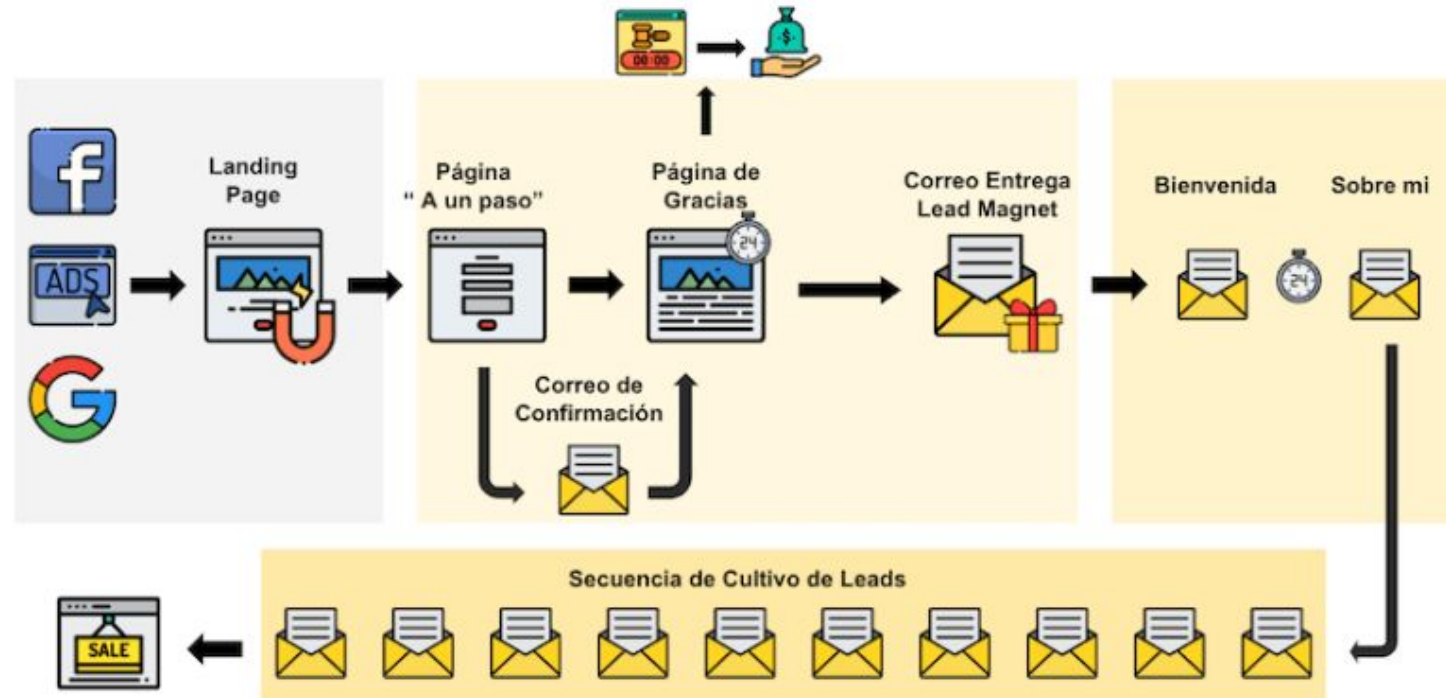 00:00
Landing
Page
Página
“ A un paso”
Página de
Gracias
Correo Entrega
Lead Magnet
Bienvenida
Sobre mi
f
ADS
G
24
24
$
Correo de
Confirmación
Secuencia de Cultivo de Leads
SALE